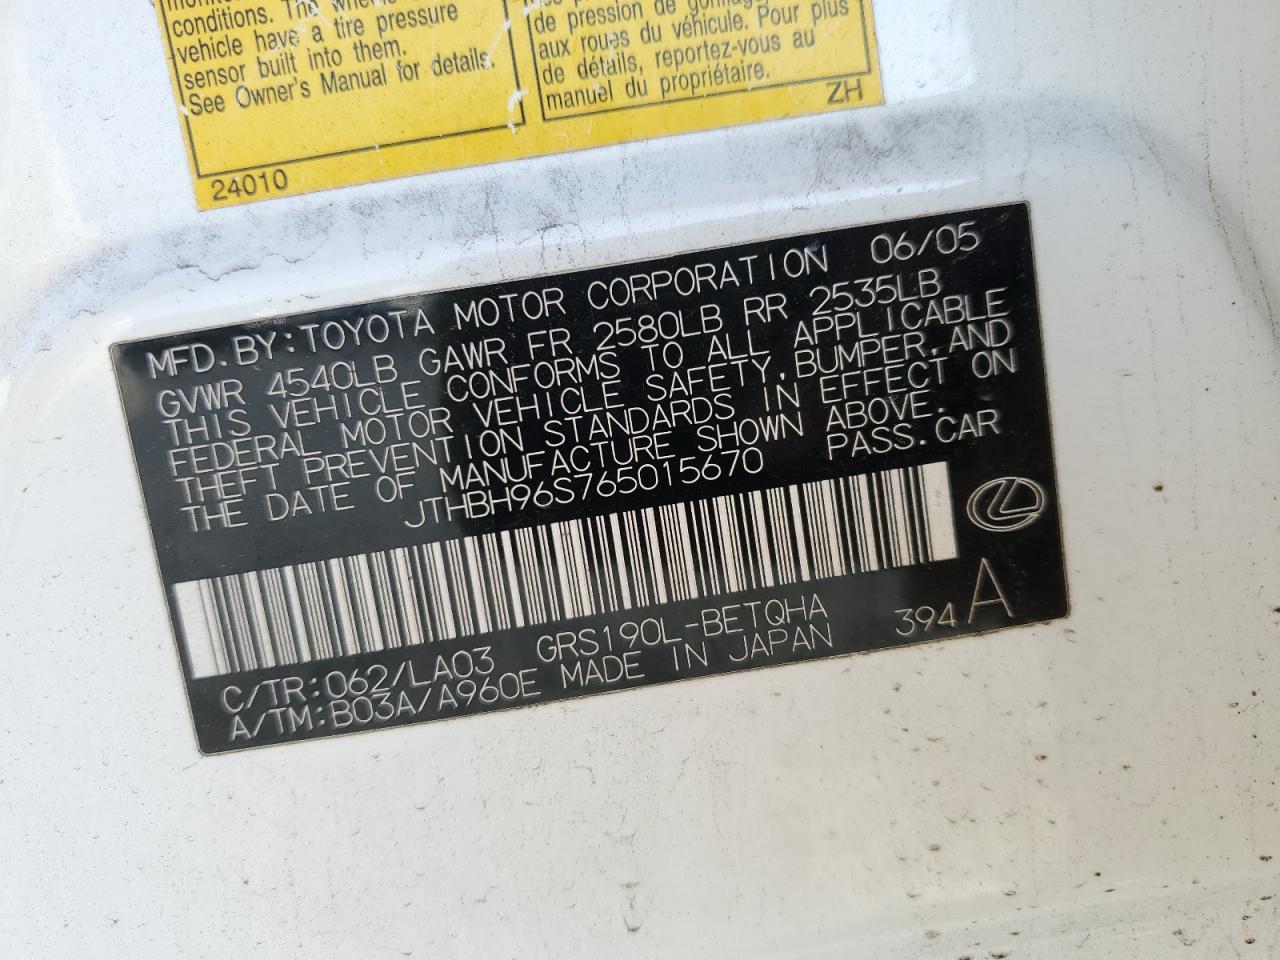 conditions. The
vehicle have a tire pressure
sensor built into them.
See Owner's Manual for details.
24010
de pression de gonflage
aux roues du véhicule. Pour plus
de détails, reportez-vous au
manuel du propriétaire.
ZH
MFD.BY:TOYOTA MOTOR CORPORATION 06/05
GVWR 4540LB GAWR FR 2580LB RR 2535LB
THIS VEHICLE CONFORMS TO ALL APPLICABLE
FEDERAL MOTOR VEHICLE SAFETY,BUMPER,AND
THEFT PREVENTION STANDARDS IN EFFECT ON
THE DATE OF MANUFACTURE SHOWN ABOVE.
JTHBH96S765015670 PASS.CAR
C/TR:062/LA03 GRS190L-BETQHA 394A
A/TM:B03A/A960E MADE IN JAPAN